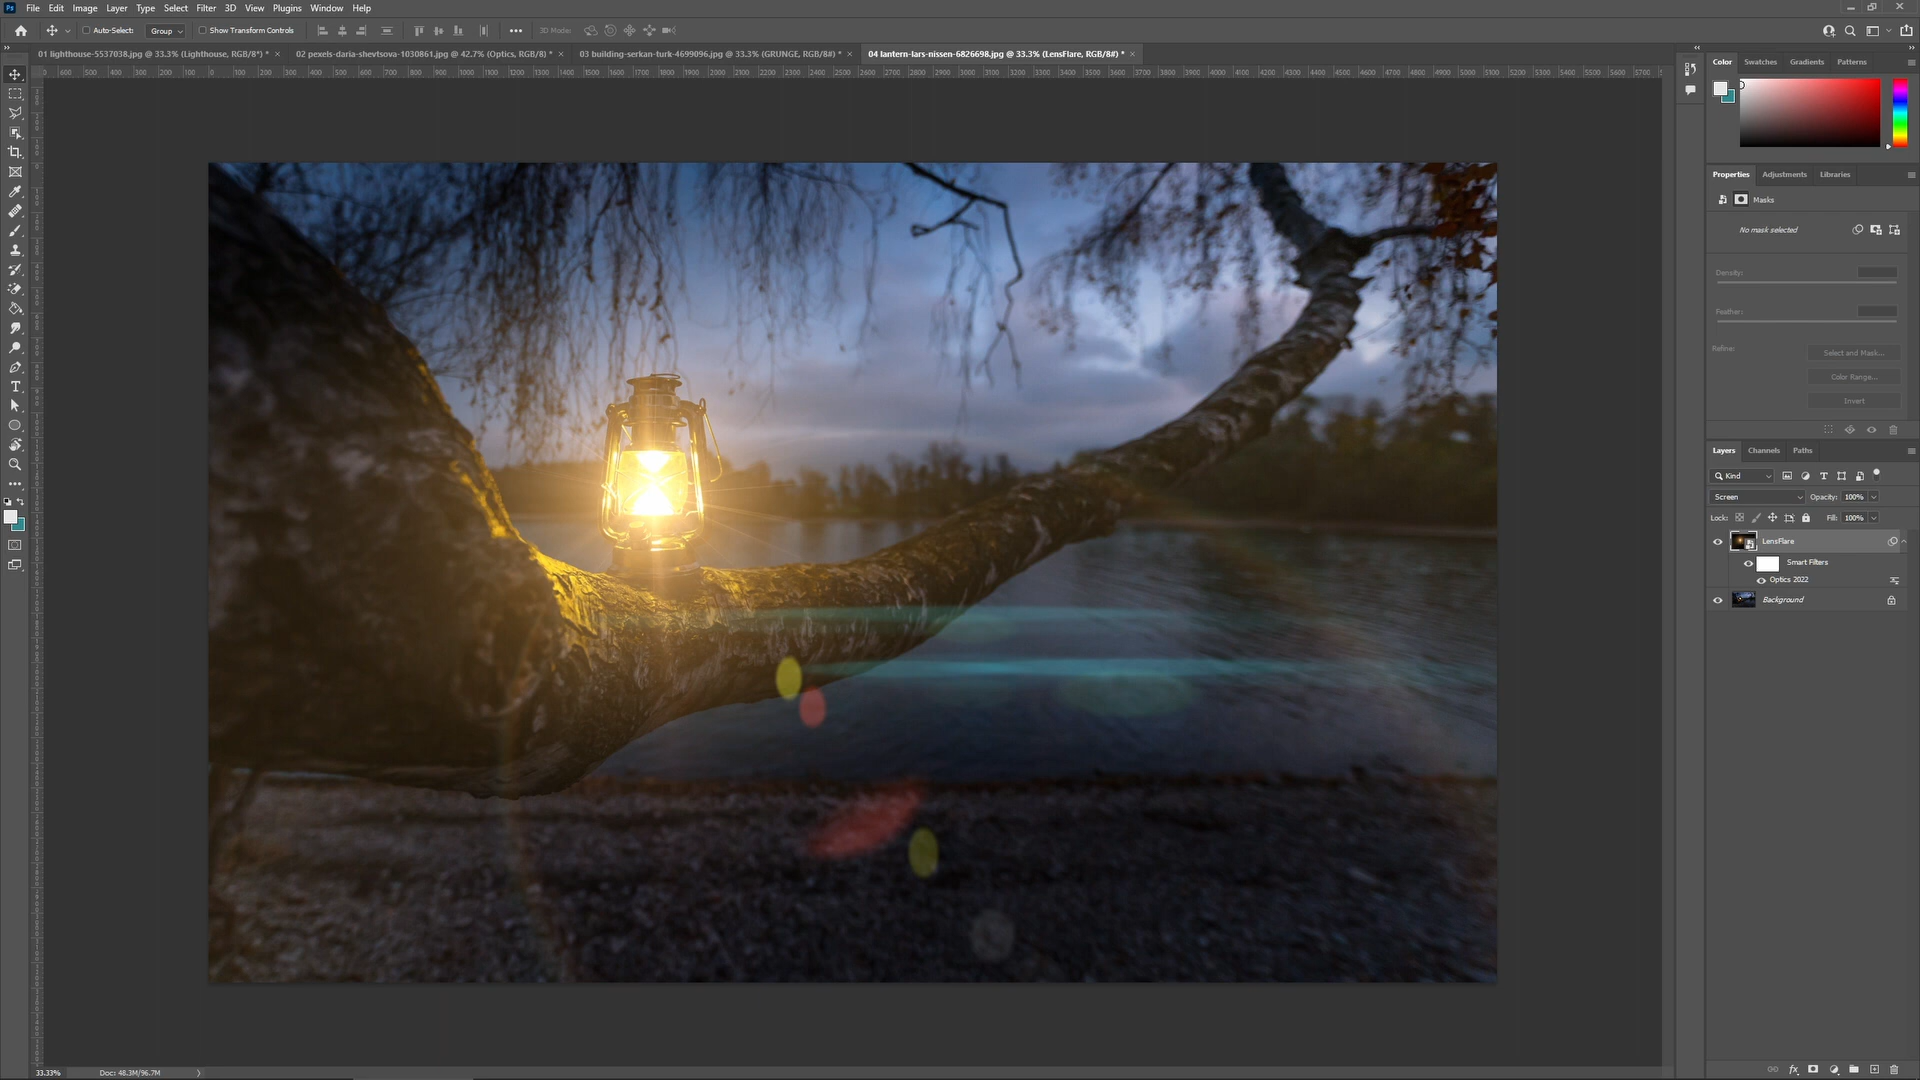 Ps File Edit Image Layer Type Select Filter 3D View Plugins Window Help
Auto-Select: Group Show Transform Controls 3D Mode:
01 lighthouse-5537038.jpg @ 33.3% (Lighthouse, RGB/8*) * × 02 pexels-daria-shevtsova-1030861.jpg @ 42.7% (Optics, RGB/8) * × 03 building-serkan-turk-4699096.jpg @ 33.3% (GRUNGE, RGB/8#) * × 04 lantern-lars-nissen-6826698.jpg @ 33.3% (LensFlare, RGB/8#) * ×
Color Swatches Gradients Patterns
Properties Adjustments Libraries
Masks
No mask selected
Density:
Feather:
Refine: Select and Mask...
Color Range...
Invert
Layers Channels Paths
Kind
Screen Opacity: 100%
Lock: Fill: 100%
LensFlare
Smart Filters
Optics 2022
Background
33.33% Doc: 48.3M/96.7M